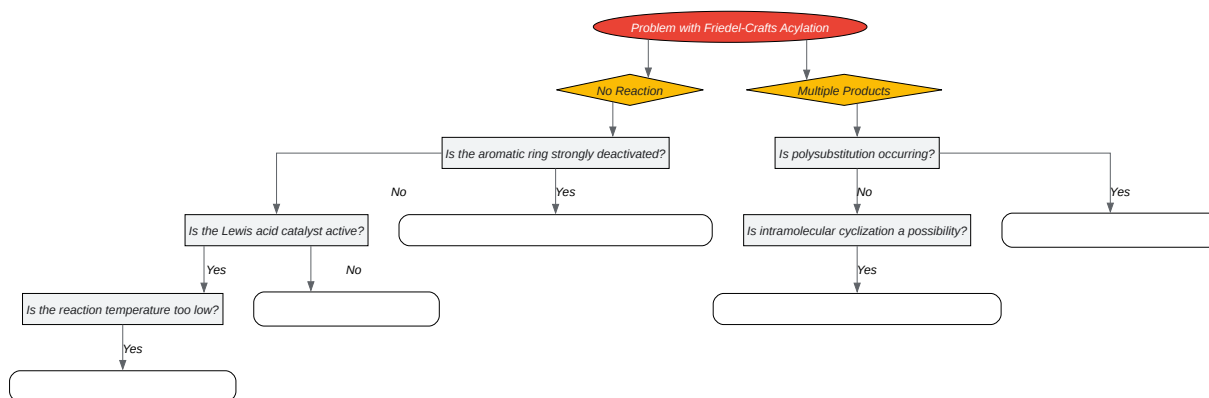 Problem with Friedel-Crafts Acylation
No Reaction
Multiple Products
Is the aromatic ring strongly deactivated?
Is polysubstitution occurring?
No
Yes
No
Yes
Is the Lewis acid catalyst active?
Is intramolecular cyclization a possibility?
Yes
No
Yes
Is the reaction temperature too low?
Yes